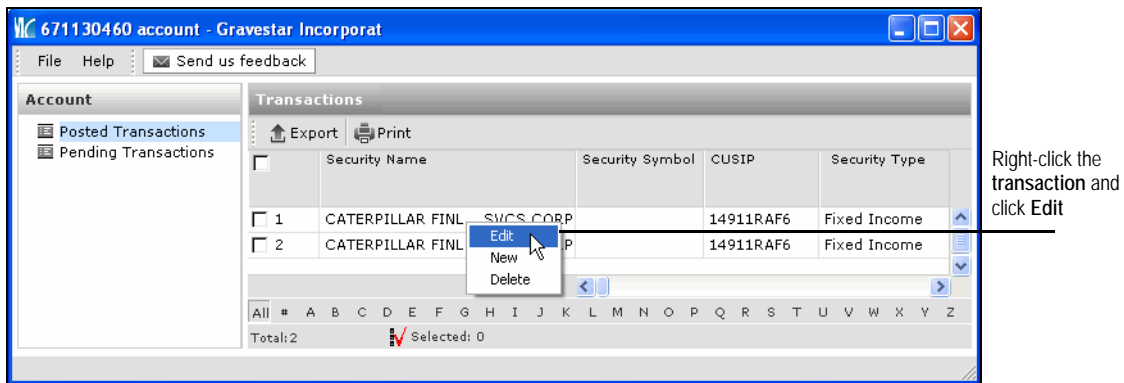 671130460 account - Gravestar Incorporat
File Help Send us feedback
Account
Posted Transactions
Pending Transactions
Transactions
Export Print
Security Name Security Symbol CUSIP Security Type
1 CATERPILLAR FINL SVCS CORP 14911RAF6 Fixed Income
2 CATERPILLAR FINL P 14911RAF6 Fixed Income
Edit
New
Delete
All # A B C D E F G H I J K L M N O P Q R S T U V W X Y Z
Total:2 Selected: 0
Right-click the
transaction and
click Edit